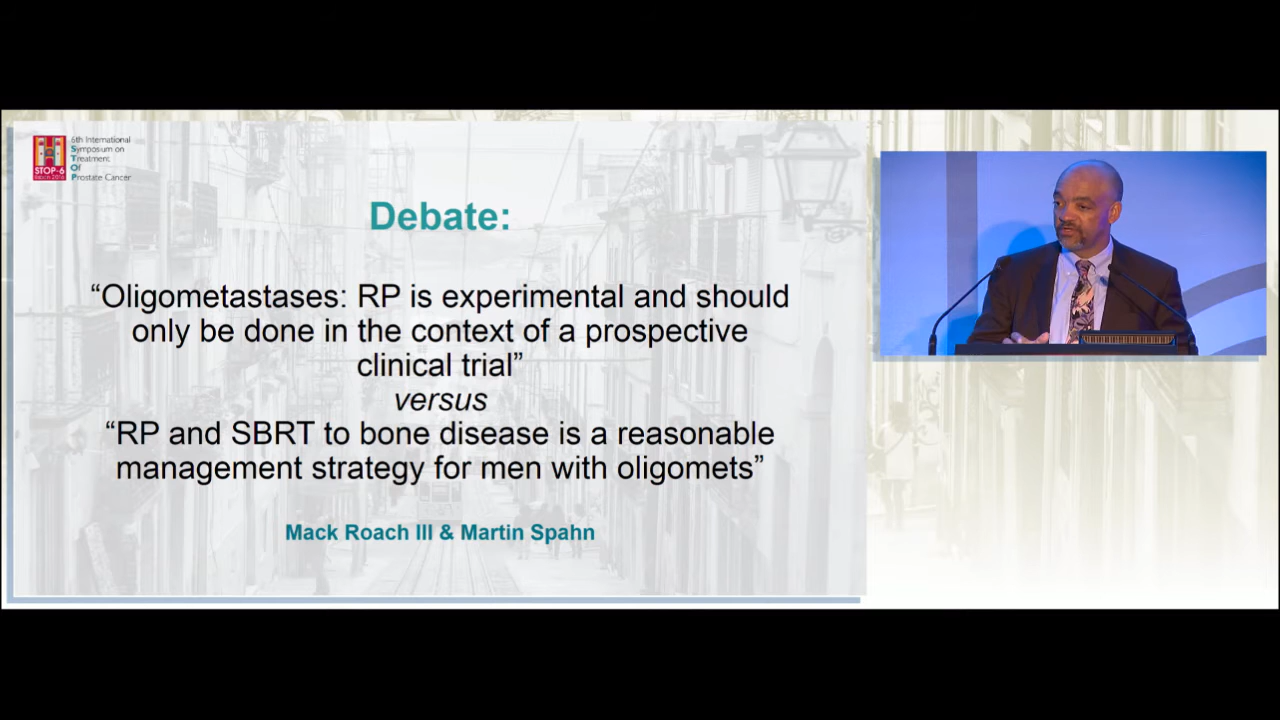 6th International
Symposium on
Treatment
Of
Prostate Cancer
STOP-6
Debate:
“Oligometastases: RP is experimental and should
only be done in the context of a prospective
clinical trial”
versus
“RP and SBRT to bone disease is a reasonable
management strategy for men with oligomets”
Mack Roach III & Martin Spahn